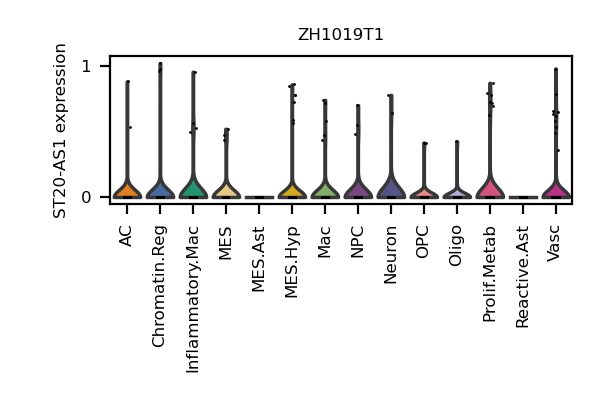 ZH1019T1
ST20-AS1 expression
1
0
AC
Chromatin.Reg
Inflammatory.Mac
MES
MES.Ast
MES.Hyp
Mac
NPC
Neuron
OPC
Oligo
Prolif.Metab
Reactive.Ast
Vasc